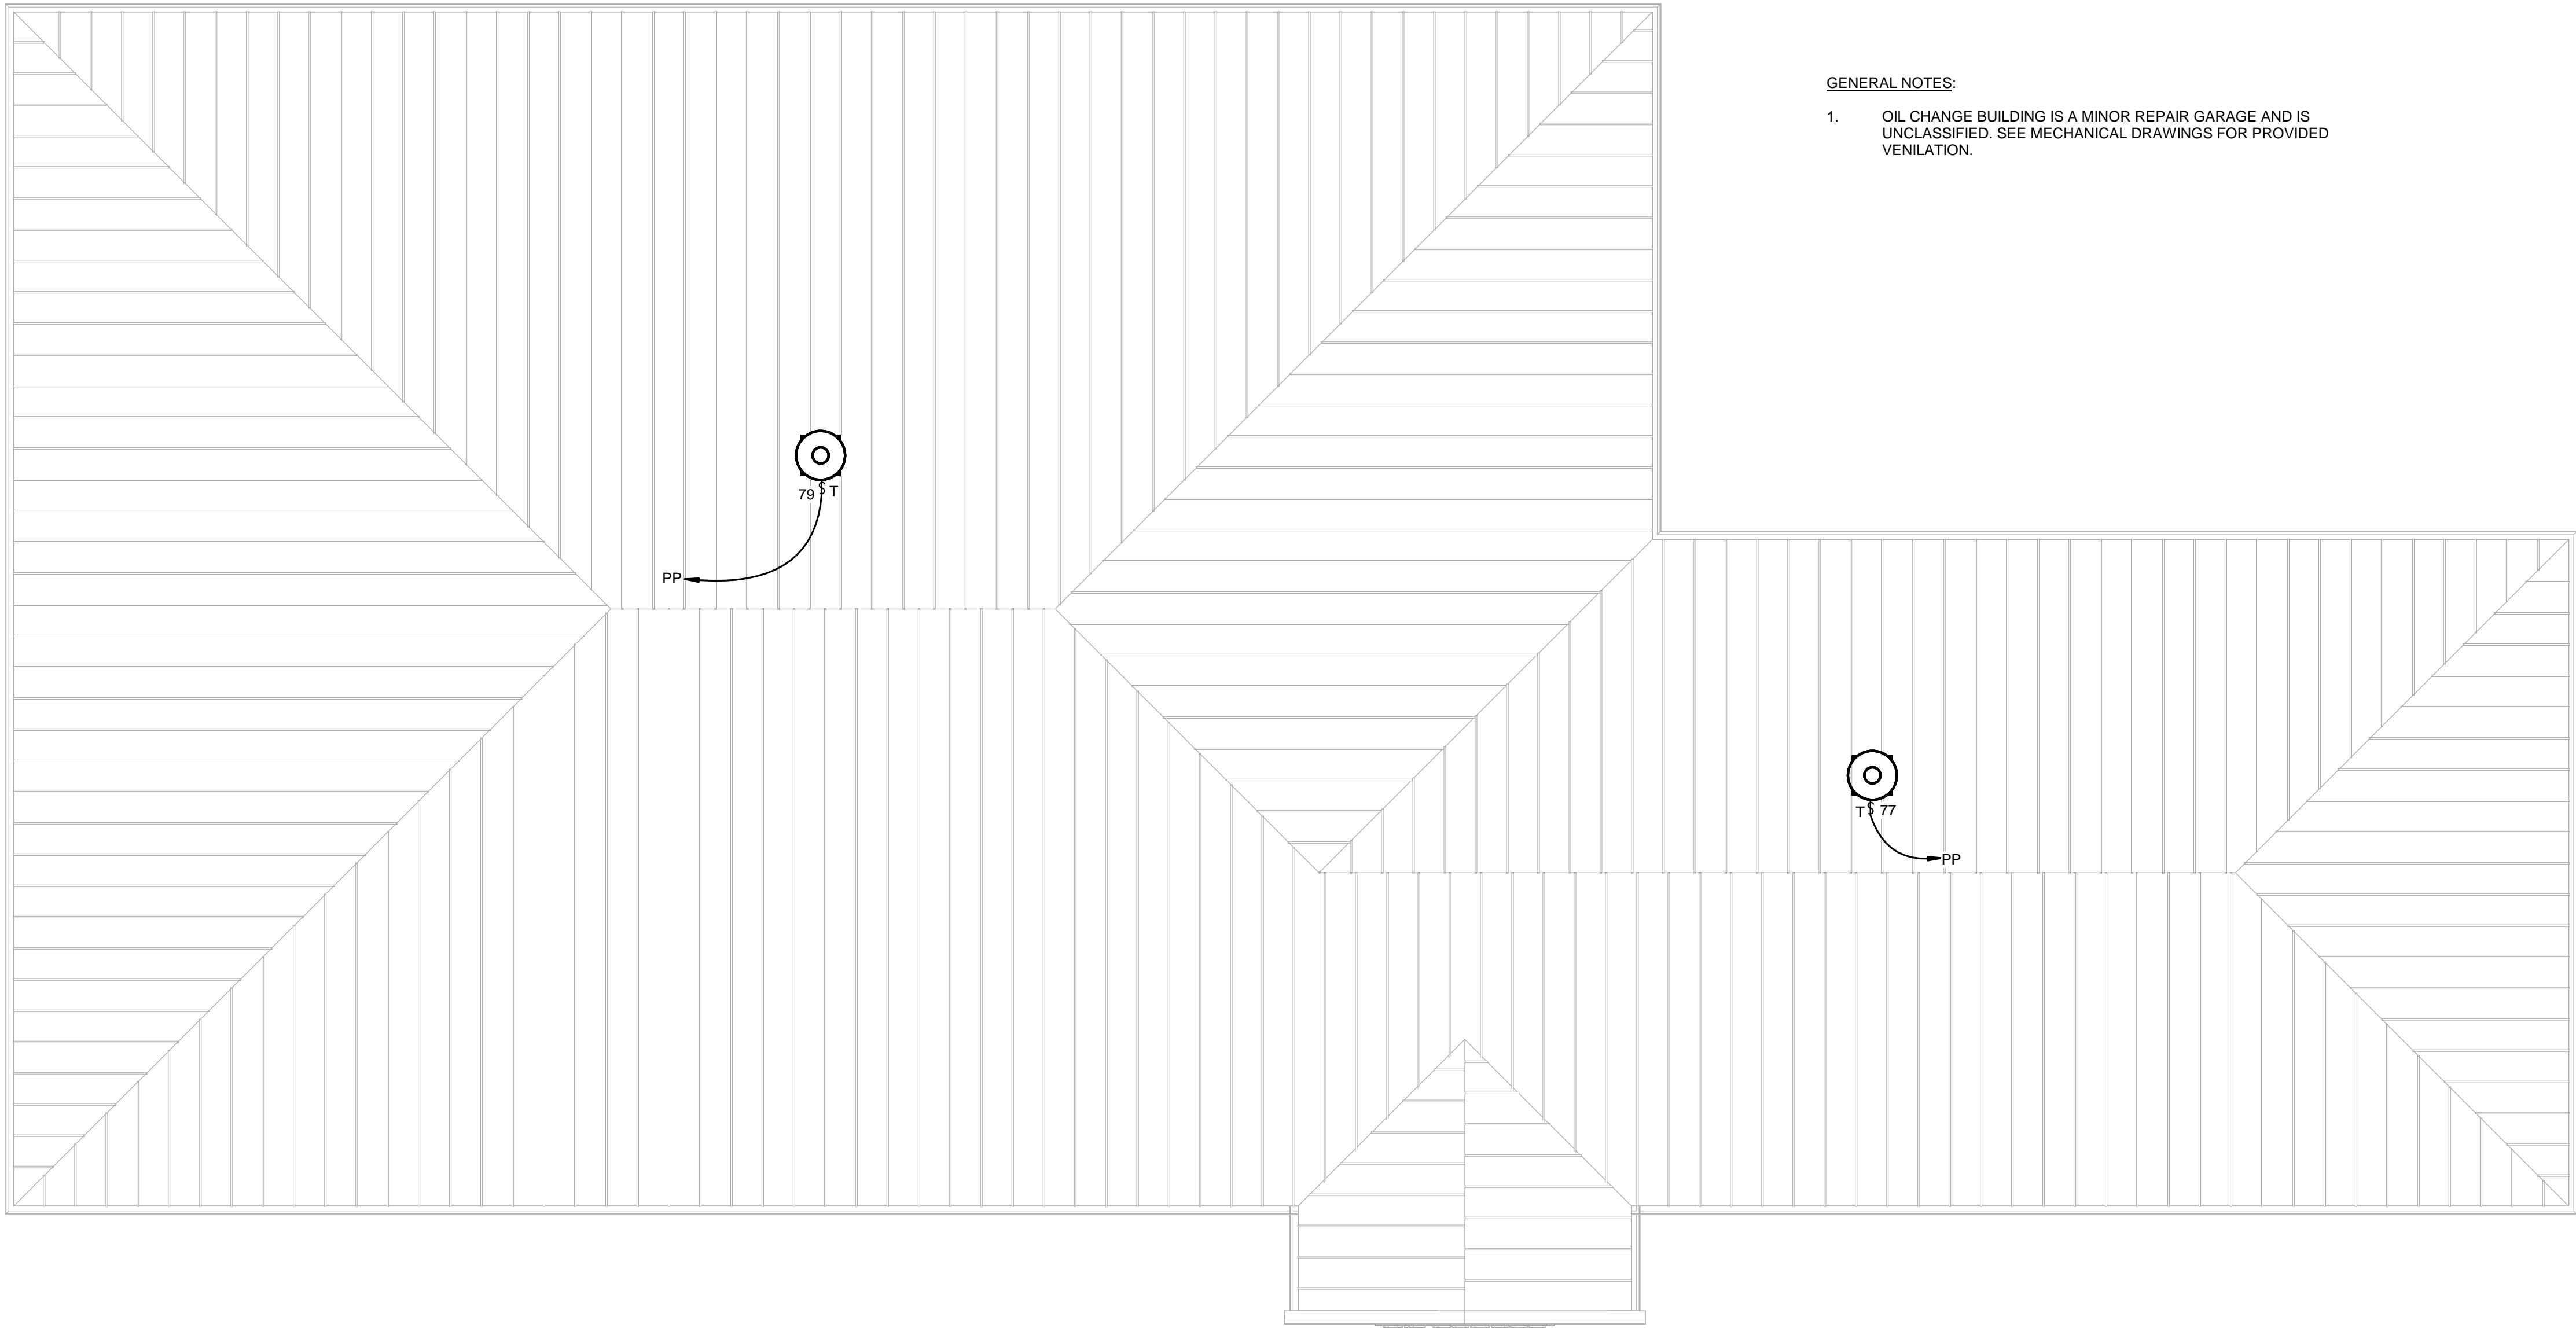 GENERAL NOTES:
1. OIL CHANGE BUILDING IS A MINOR REPAIR GARAGE AND IS
UNCLASSIFIED. SEE MECHANICAL DRAWINGS FOR PROVIDED
VENILATION.
79 $ T
PP
T $ 77
PP